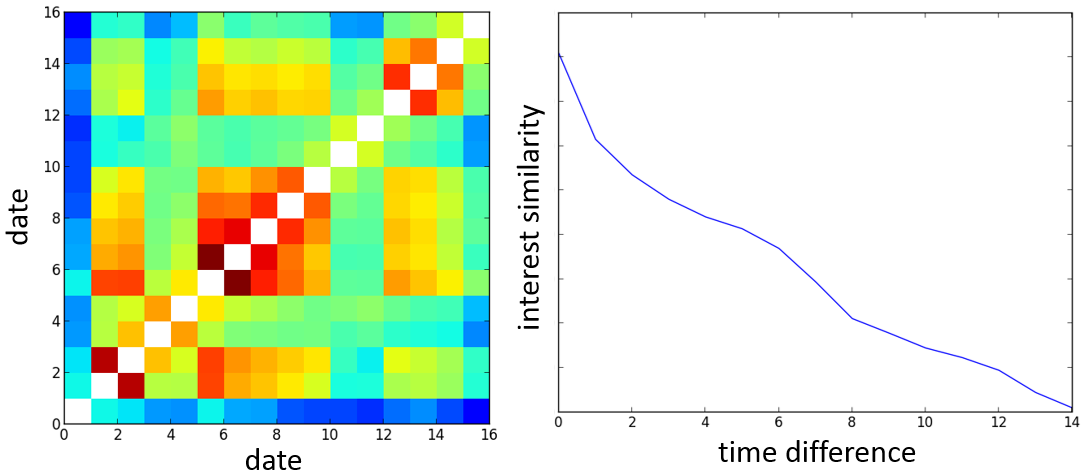 16
14
12
10
8
6
4
2
0
date
0 2 4 6 8 10 12 14 16
date
interest similarity
0 2 4 6 8 10 12 14
time difference